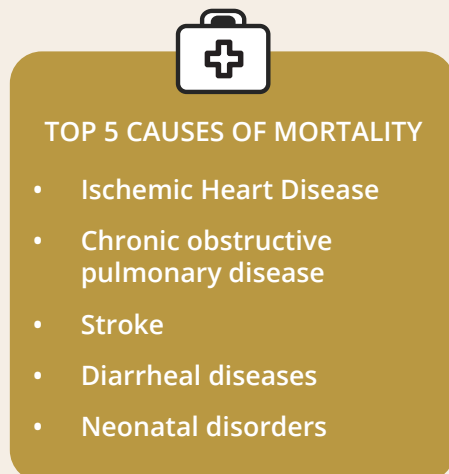 TOP 5 CAUSES OF MORTALITY
• Ischemic Heart Disease
• Chronic obstructive
pulmonary disease
• Stroke
• Diarrheal diseases
• Neonatal disorders